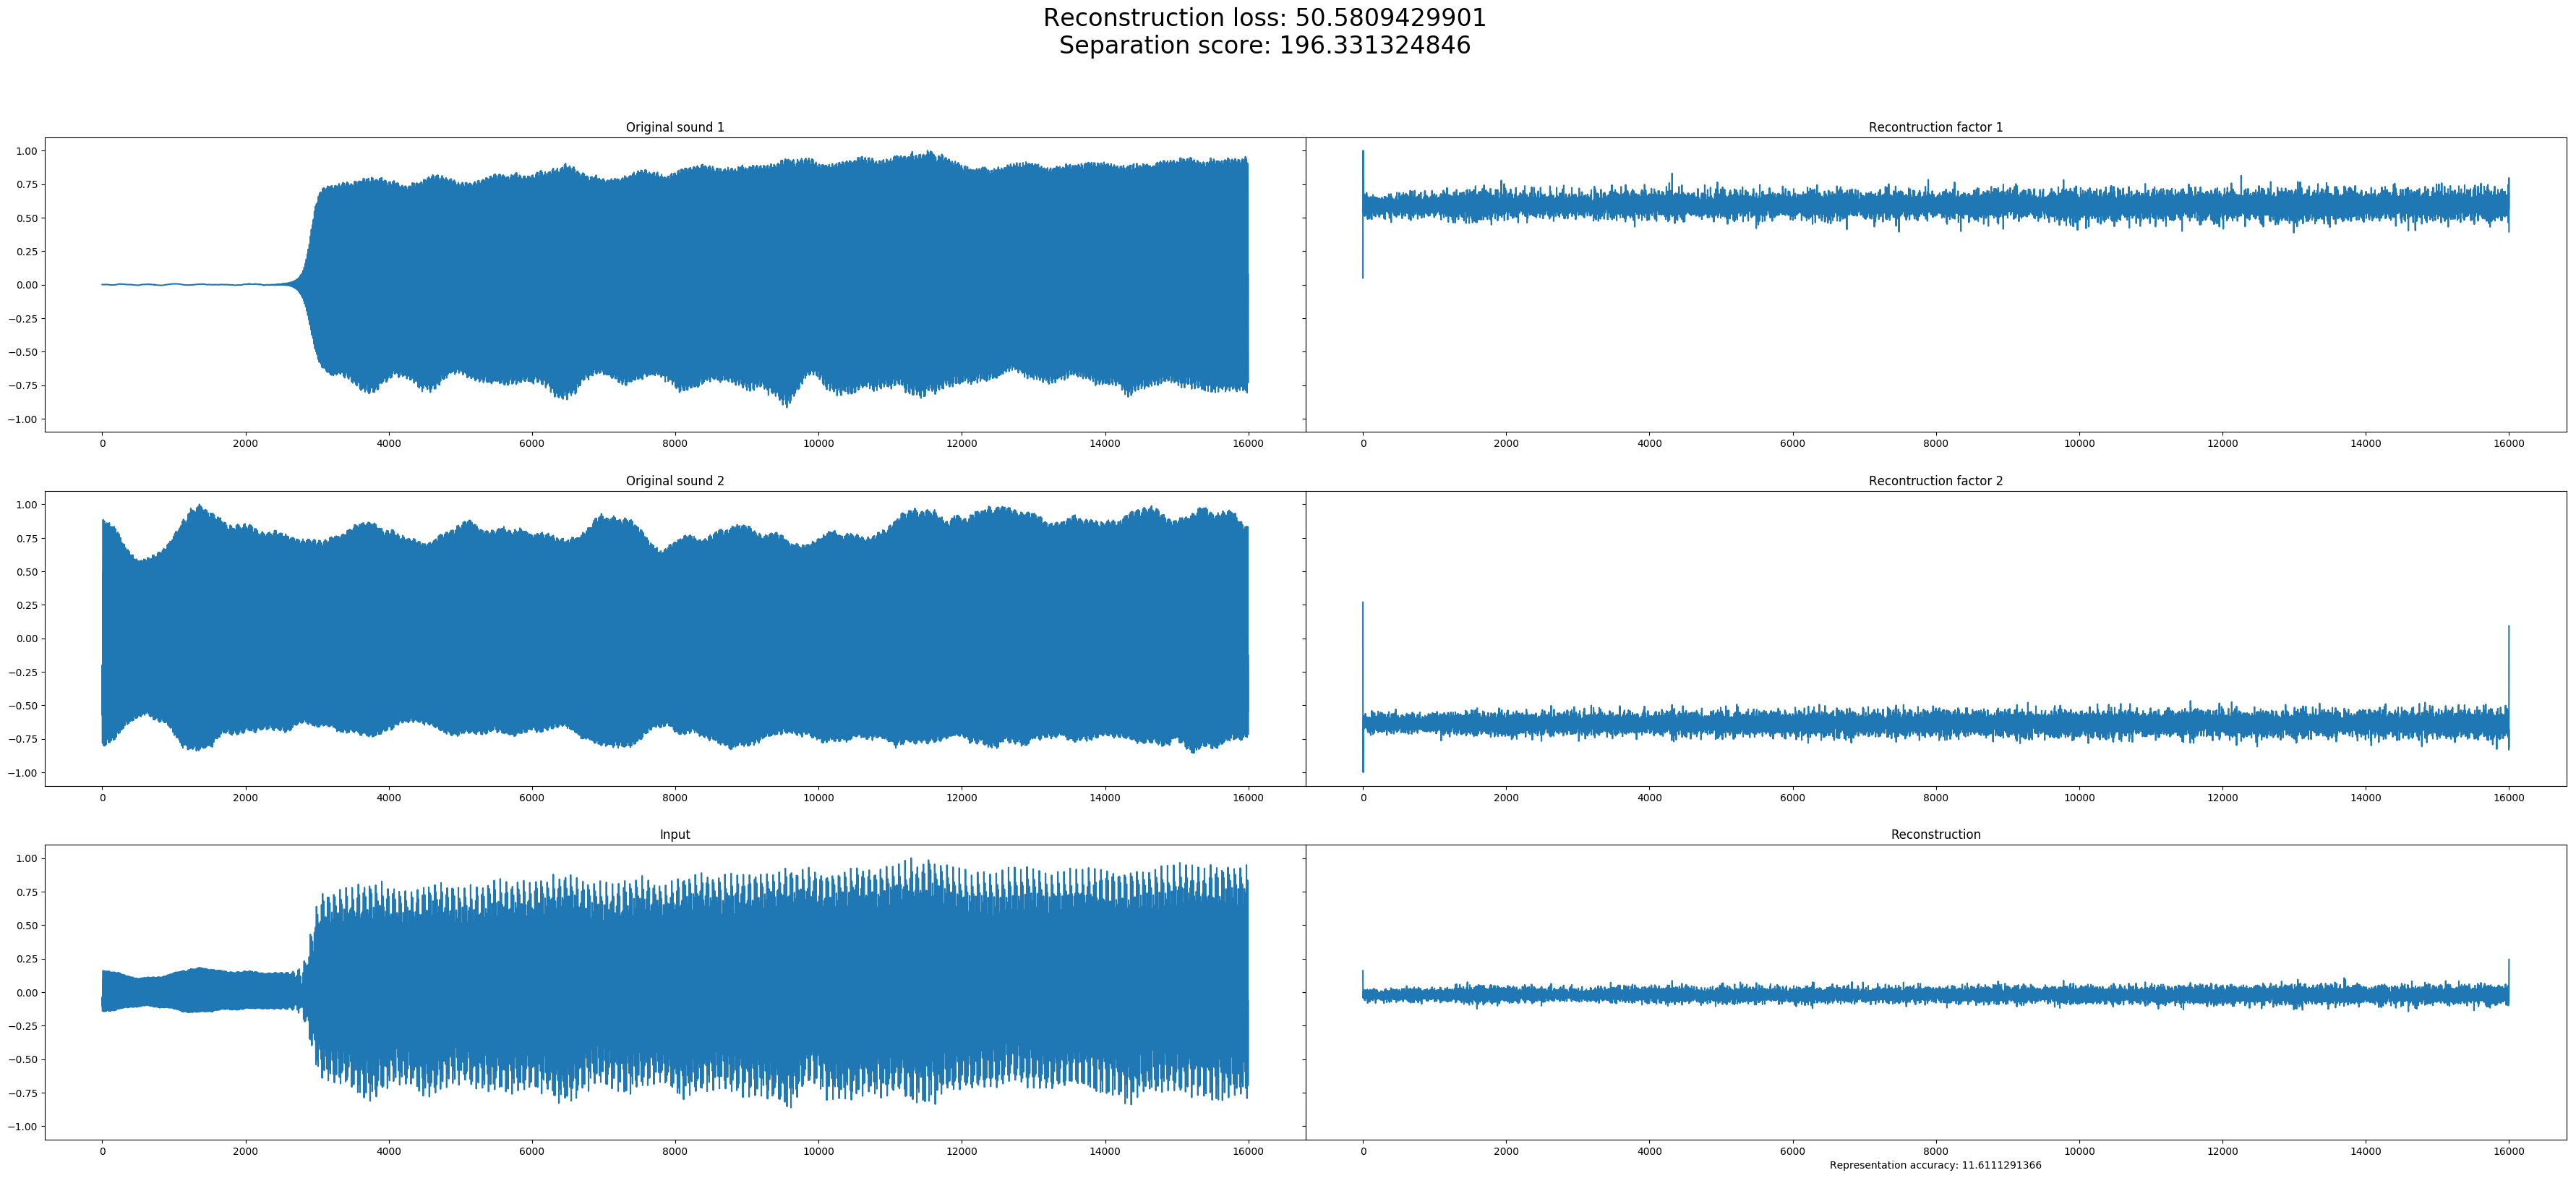 Reconstruction loss: 50.5809429901
Separation score: 196.331324846
Original sound 1
Recontruction factor 1
1.00
0.75
0.50
0.25
0.00
−0.25
−0.50
−0.75
−1.00
0 2000 4000 6000 8000 10000 12000 14000 16000
0 2000 4000 6000 8000 10000 12000 14000 16000
Original sound 2
Recontruction factor 2
1.00
0.75
0.50
0.25
0.00
−0.25
−0.50
−0.75
−1.00
0 2000 4000 6000 8000 10000 12000 14000 16000
0 2000 4000 6000 8000 10000 12000 14000 16000
Input
Reconstruction
1.00
0.75
0.50
0.25
0.00
−0.25
−0.50
−0.75
−1.00
0 2000 4000 6000 8000 10000 12000 14000 16000
0 2000 4000 6000 8000 10000 12000 14000 16000
Representation accuracy: 11.6111291366